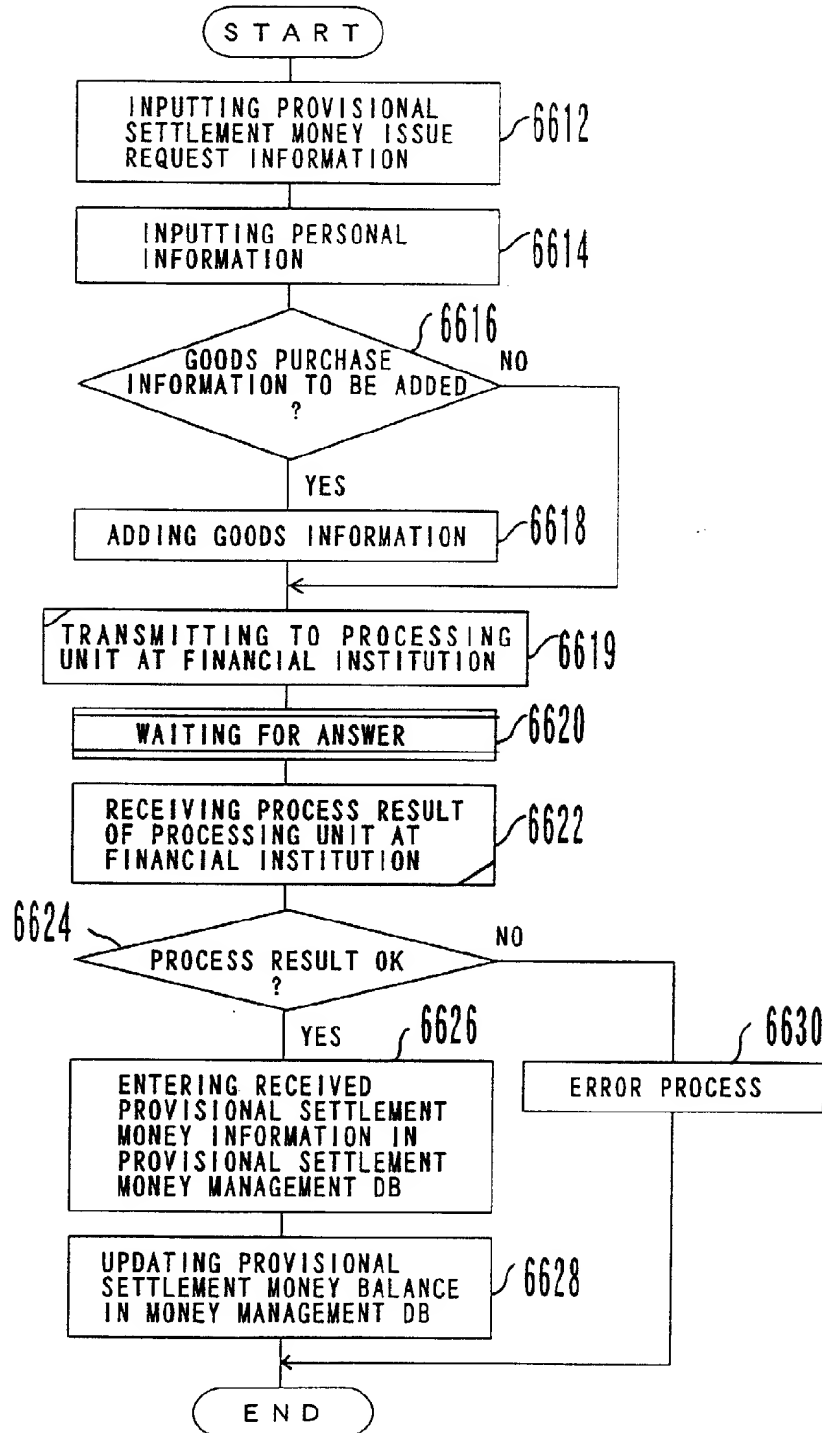 START
INPUTTING PROVISIONAL
SETTLEMENT MONEY ISSUE
REQUEST INFORMATION
6612
INPUTTING PERSONAL
INFORMATION
6614
6616
GOODS PURCHASE
INFORMATION TO BE ADDED
?
NO
YES
ADDING GOODS INFORMATION
6618
TRANSMITTING TO PROCESSING
UNIT AT FINANCIAL INSTITUTION
6619
WAITING FOR ANSWER
6620
RECEIVING PROCESS RESULT
OF PROCESSING UNIT AT
FINANCIAL INSTITUTION
6622
6624
PROCESS RESULT OK
?
NO
YES
6626
ENTERING RECEIVED
PROVISIONAL SETTLEMENT
MONEY INFORMATION IN
PROVISIONAL SETTLEMENT
MONEY MANAGEMENT DB
6630
ERROR PROCESS
UPDATING PROVISIONAL
SETTLEMENT MONEY BALANCE
IN MONEY MANAGEMENT DB
6628
END